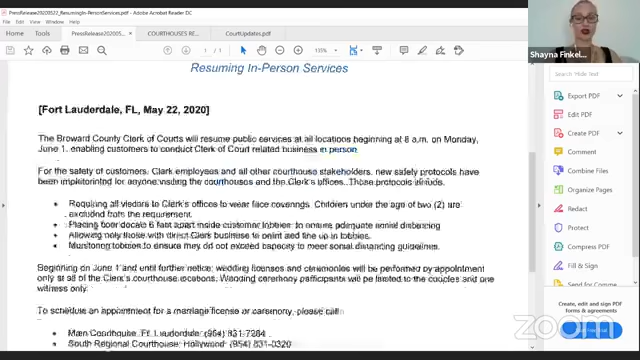 PressRelease20200522_ResumingIn-PersonServices.pdf - Adobe Acrobat Reader DC
File Edit View Window Help
Home Tools PressRelease202005... COURTHOUSES RE... CourtUpdates.pdf
1 / 1
Resuming In-Person Services
[Fort Lauderdale, FL, May 22, 2020]
The Broward County Clerk of Courts will resume public services at all locations beginning at 8 a.m. on Monday,
June 1, enabling customers to conduct Clerk of Court related business in person.
For the safety of customers, Clerk employees and all other courthouse stakeholders, new safety protocols have
been implemented for anyone visiting the courthouses and the Clerk's offices. Those protocols include:
• Requiring all visitors to Clerk's offices to wear face coverings. Children under the age of two (2) are
excluded from the requirement.
• Placing floor decals 6 feet apart inside customer lobbies to ensure adequate social distancing
• Allowing only those with direct Clerk business to enter and line up in lobbies.
• Monitoring lobbies to ensure they do not exceed capacity to meet social distancing guidelines.
Beginning on June 1 and until further notice, wedding licenses and ceremonies will be performed by appointment
only at all of the Clerk's courthouse locations. Wedding ceremony participants will be limited to the couples and one
witness only.
To schedule an appointment for a marriage license or ceremony, please call
• Main Courthouse, Ft. Lauderdale: (954) 831-7284
• South Regional Courthouse, Hollywood: (954) 831-0320
Shayna Finkel
Export PDF
Edit PDF
Create PDF
Comment
Combine Files
Organize Pages
Redact
Protect
Compress PDF
Fill & Sign
Create, edit and sign PDF
forms & agreements
zoom